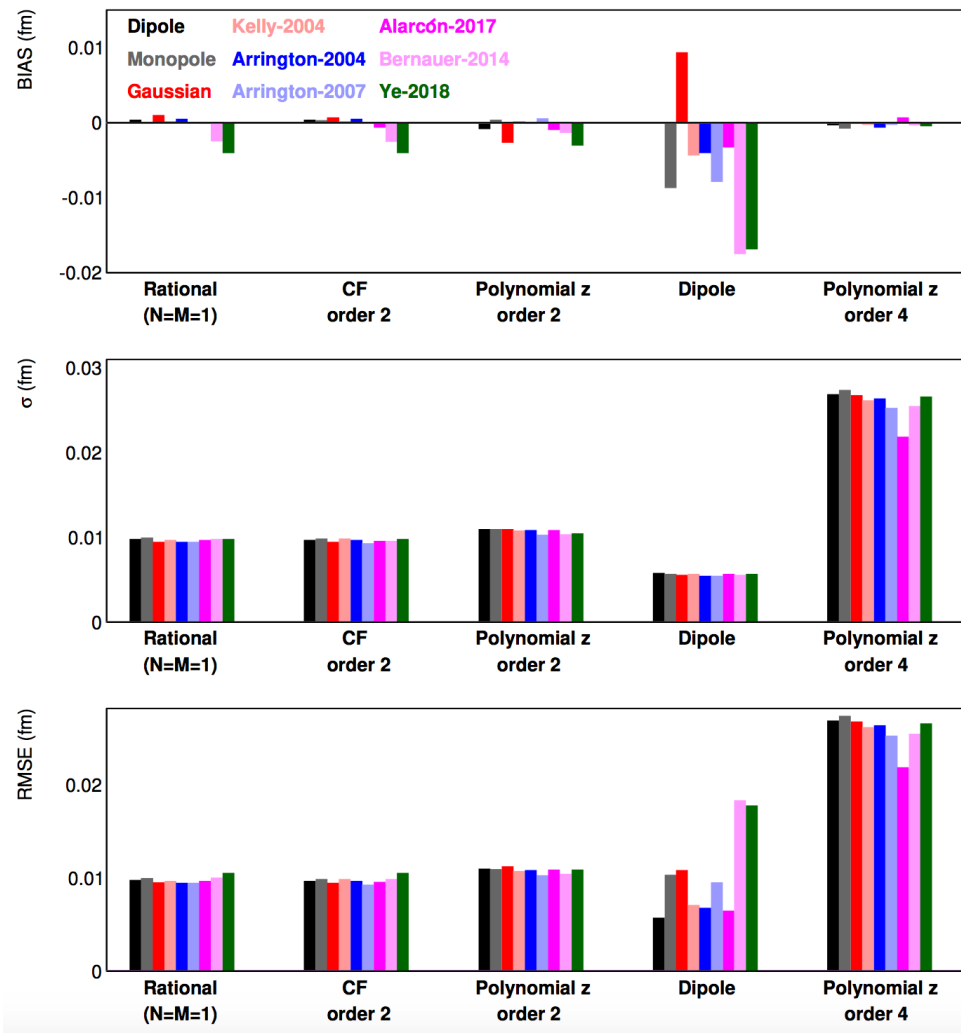 BIAS (fm)
0.01
0
-0.01
-0.02
Dipole Kelly-2004 Alarcón-2017
Monopole Arrington-2004 Bernauer-2014
Gaussian Arrington-2007 Ye-2018
Rational CF Polynomial z Dipole Polynomial z
(N=M=1) order 2 order 2 order 4
σ (fm)
0.03
0.02
0.01
0
Rational CF Polynomial z Dipole Polynomial z
(N=M=1) order 2 order 2 order 4
RMSE (fm)
0.02
0.01
0
Rational CF Polynomial z Dipole Polynomial z
(N=M=1) order 2 order 2 order 4